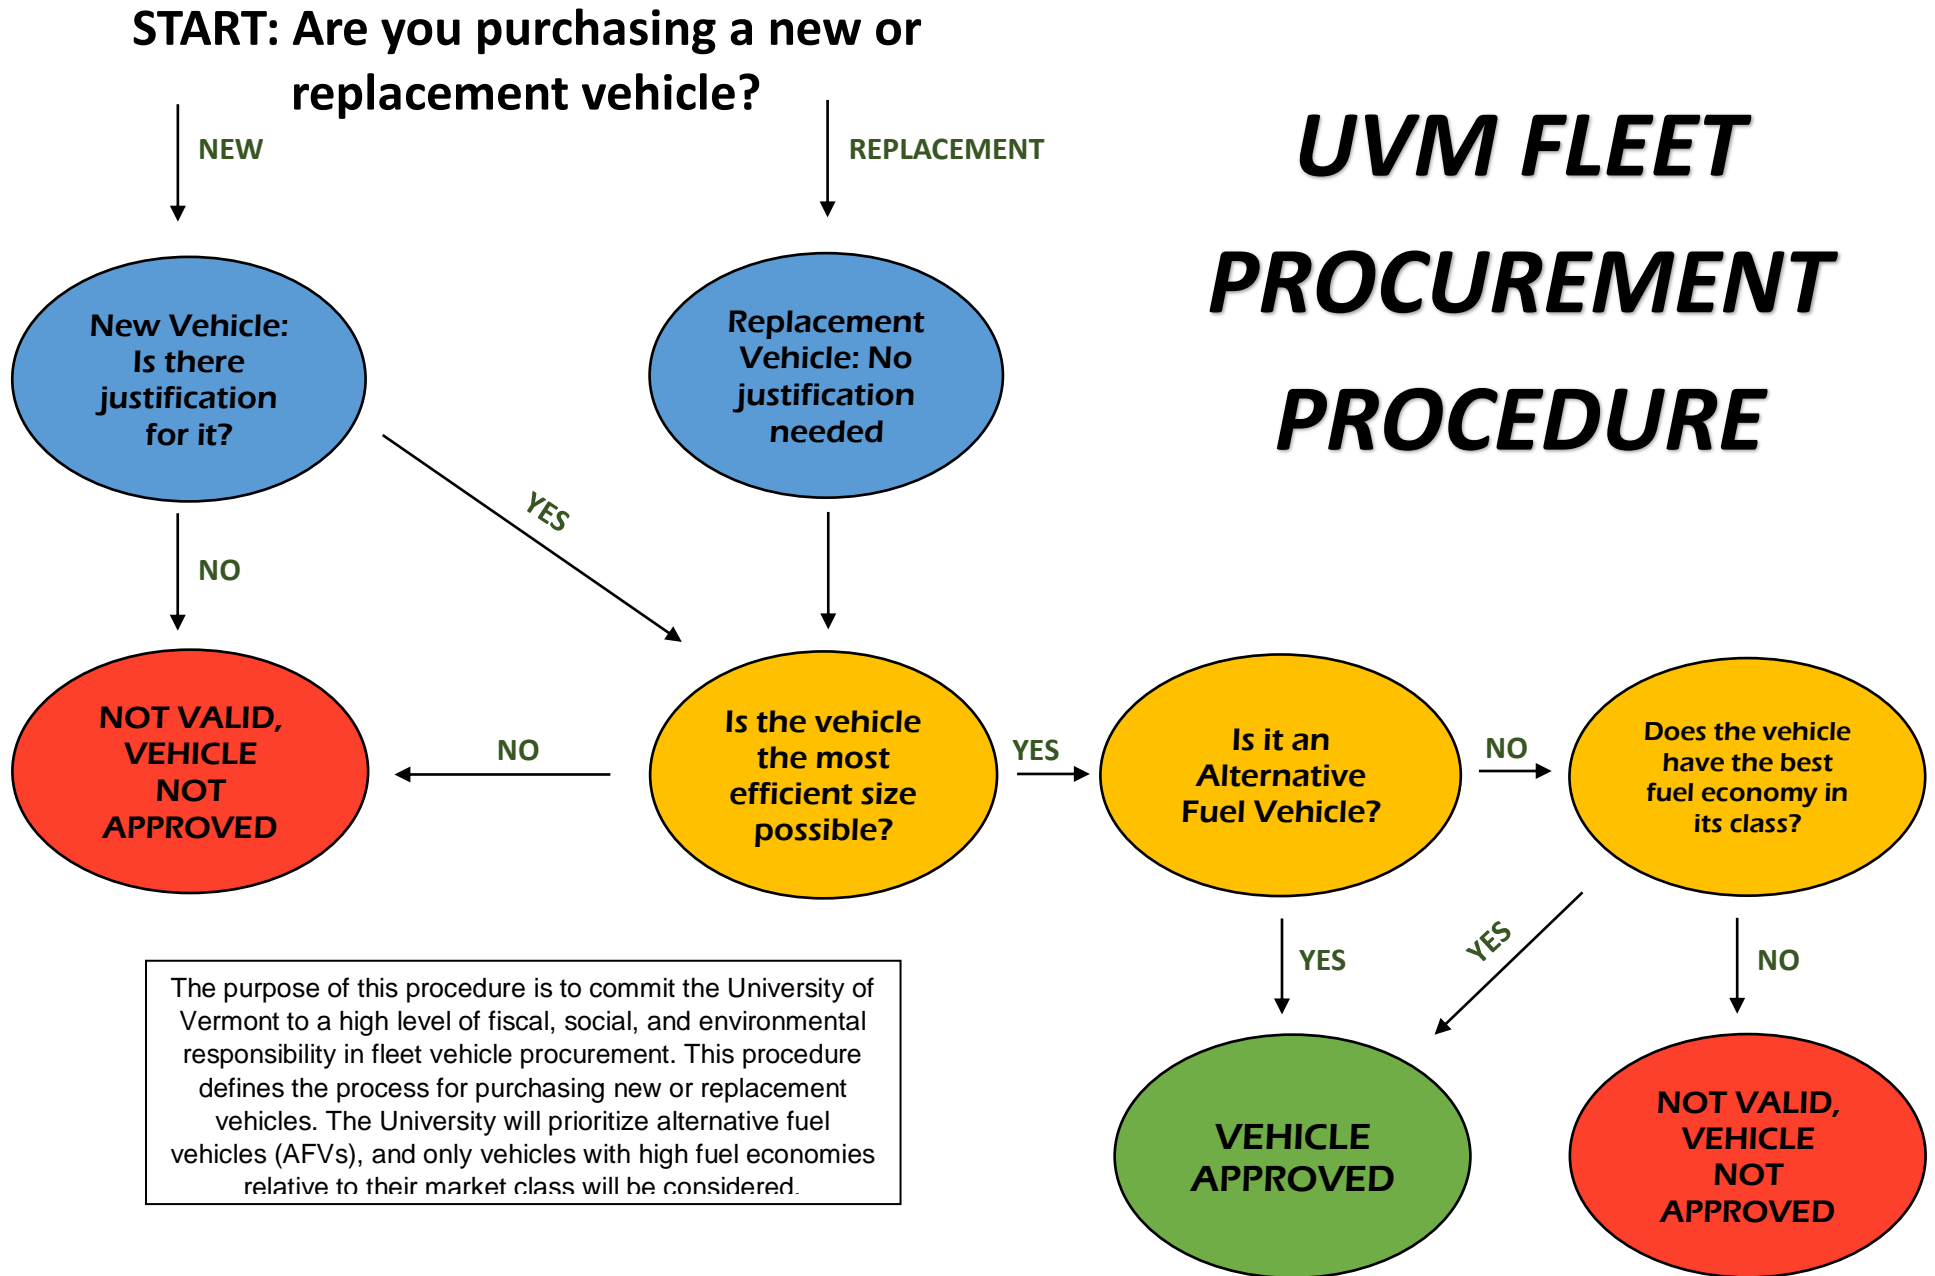 START: Are you purchasing a new or
replacement vehicle?
NEW
REPLACEMENT
UVM FLEET
PROCUREMENT
PROCEDURE
New Vehicle:
Is there
justification
for it?
Replacement
Vehicle: No
justification
needed
YES
NO
NOT VALID,
VEHICLE
NOT
APPROVED
NO
Is the vehicle
the most
efficient size
possible?
YES
Is it an
Alternative
Fuel Vehicle?
NO
Does the vehicle
have the best
fuel economy in
its class?
YES
YES
NO
The purpose of this procedure is to commit the University of
Vermont to a high level of fiscal, social, and environmental
responsibility in fleet vehicle procurement. This procedure
defines the process for purchasing new or replacement
vehicles. The University will prioritize alternative fuel
vehicles (AFVs), and only vehicles with high fuel economies
relative to their market class will be considered.
VEHICLE
APPROVED
NOT VALID,
VEHICLE
NOT
APPROVED